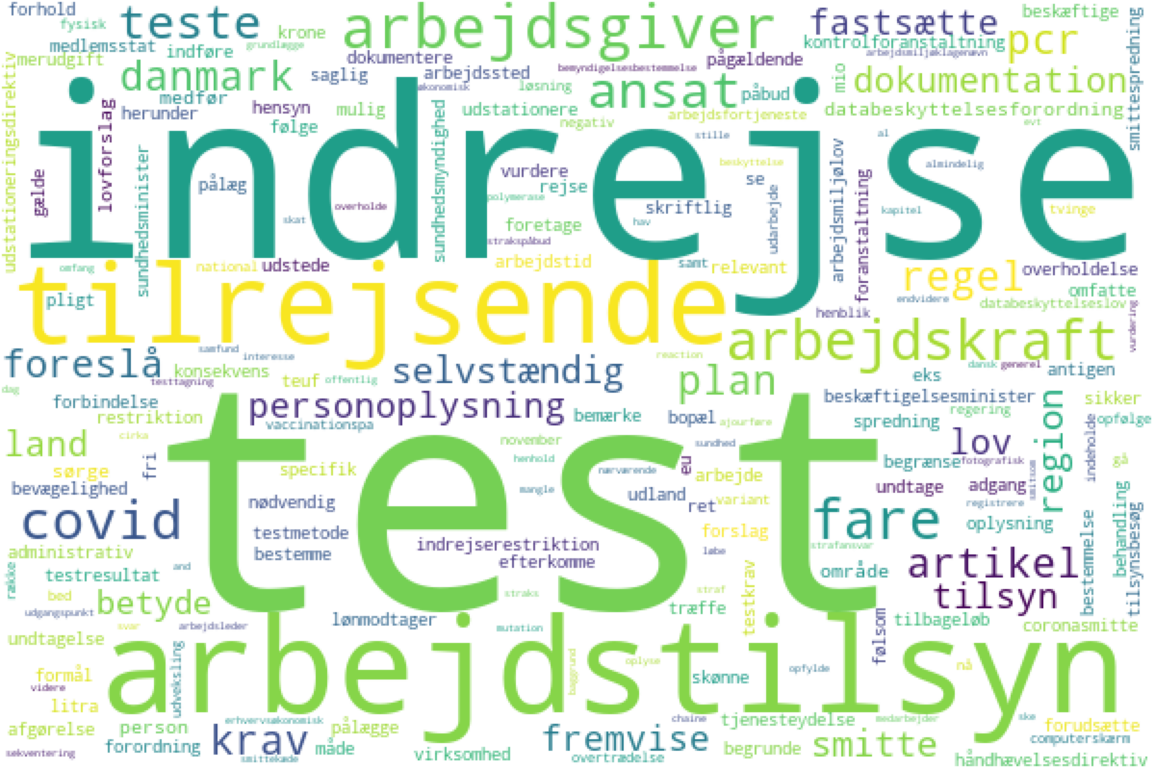 forhold
fysisk
teste
krone
arbejdsgiver
fastsætte
beskæftige
medlemsstat
indføre
grundlægge
dokumentere
kontrolforanstaltning
arbejdsmiljøklagenævn
pcr
merudgift
danmark
saglig
arbejdssted
økonomisk
bemyndigelsesbestemmelse
pågældende
løsning
ansat
påbud
mio
dokumentation
smittespredning
udstationeringsdirektiv
medfør
herunder
hensyn
mulig
udstationere
arbejdsfortjeneste
databeskyttelsesforordning
lovforslag
følge
sundhedsmyndighed
negativ
stille
al
evt
indrejse
gælde
sundhedsminister
pålæg
skat
overholde
vurdere
rejse
polymerase
foretage
strakspåbud
beskyttelse
se
skriftlig
hav
udarbejde
arbejdsmiljølov
foranstaltning
almindelig
kapitel
tvinge
omfang
national
udstede
arbejdstid
samt
relevant
regel
overholdelse
omfatte
pligt
tilrejsende
endvidere
databeskyttelseslov
henblik
vurdering
arbejdskraft
foreslå
samfund
interesse
konsekvens
testtagning
teuf
offentlig
selvstændig
reaction
plan
eks
dansk
generel
antigen
dag
forbindelse
restriktion
personoplysning
bemærke
bopæl
ajourføre
beskæftigelsesminister
sikker
cirka
vaccinationspa
spredning
regering
region
opfølge
land
test
november
sundhed
lov
indeholde
sørge
fri
specifik
henhold
nærværende
eu
arbejde
begrænse
fotografisk
smitsom
gå
bevægelighed
nødvendig
mangle
udland
ret
variant
undtage
adgang
registrere
behandling
covid
testmetode
forslag
fare
oplysning
bestemmelse
tilsynsbesøg
administrativ
bestemme
indrejserestriktion
efterkomme
løbe
strafansvar
række
testresultat
and
område
artikel
udgangspunkt
bed
betyde
straks
straf
træffe
testkrav
tilsyn
svar
arbejdsleder
lønmodtager
mutation
følsom
tilbageløb
coronasmitte
undtagelse
arbejdstilsyn
formål
videre
udveksling
baggrund
oplyse
skønne
opfylde
nå
litra
afgørelse
person
erhvervsøkonomisk
pålægge
chaine
tjenesteydelse
medarbejder
ske
forudsætte
sekventering
forordning
krav
smittekæde
måde
virksomhed
fremvise
overtrædelse
begrunde
smitte
computerskærm
håndhævelsesdirektiv